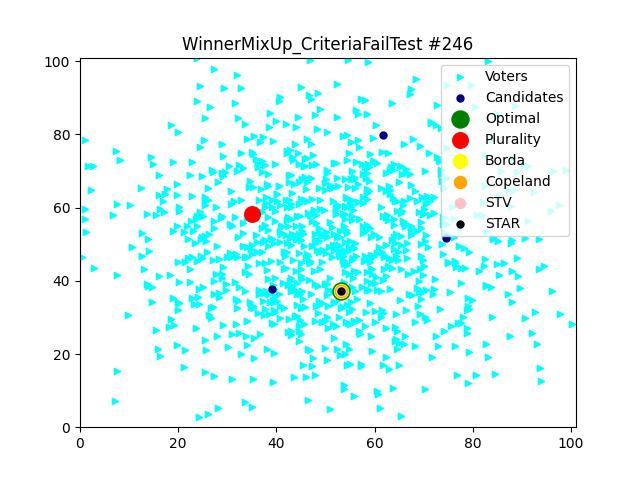 WinnerMixUp_CriteriaFailTest #246
100
80
60
40
20
0
0
20
40
60
80
100
Voters
Candidates
Optimal
Plurality
Borda
Copeland
STV
STAR